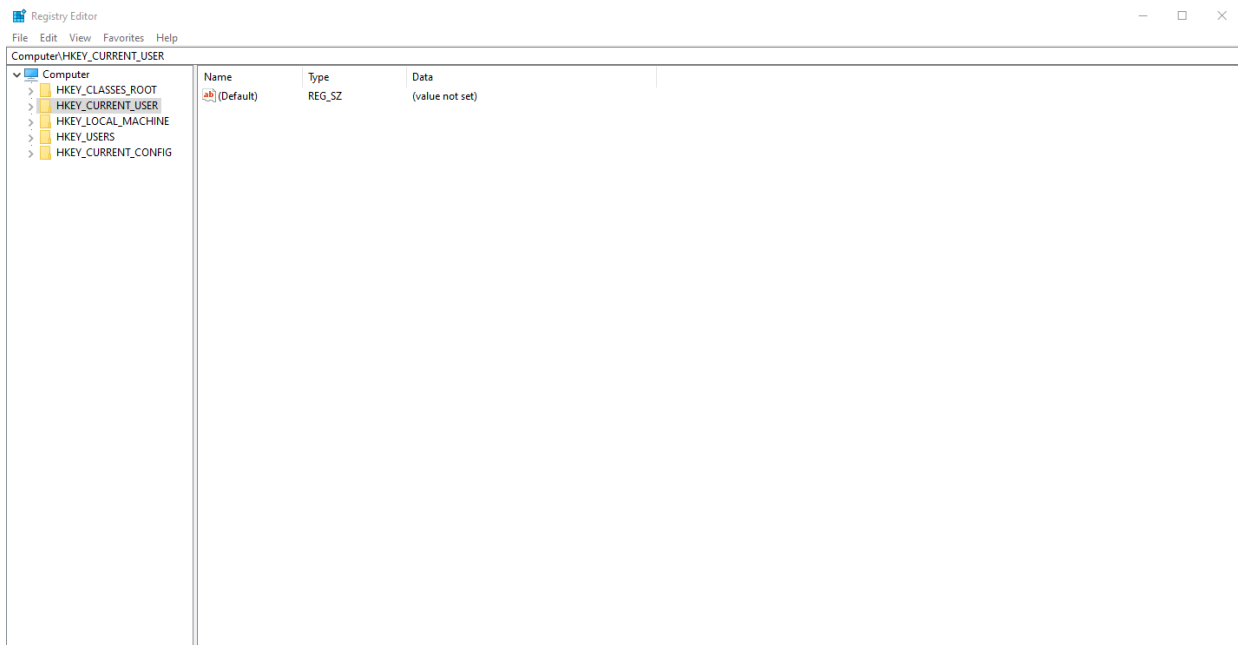 Registry Editor
File Edit View Favorites Help
Computer\HKEY_CURRENT_USER
Computer
HKEY_CLASSES_ROOT
HKEY_CURRENT_USER
HKEY_LOCAL_MACHINE
HKEY_USERS
HKEY_CURRENT_CONFIG
Name Type Data
ab (Default) REG_SZ (value not set)